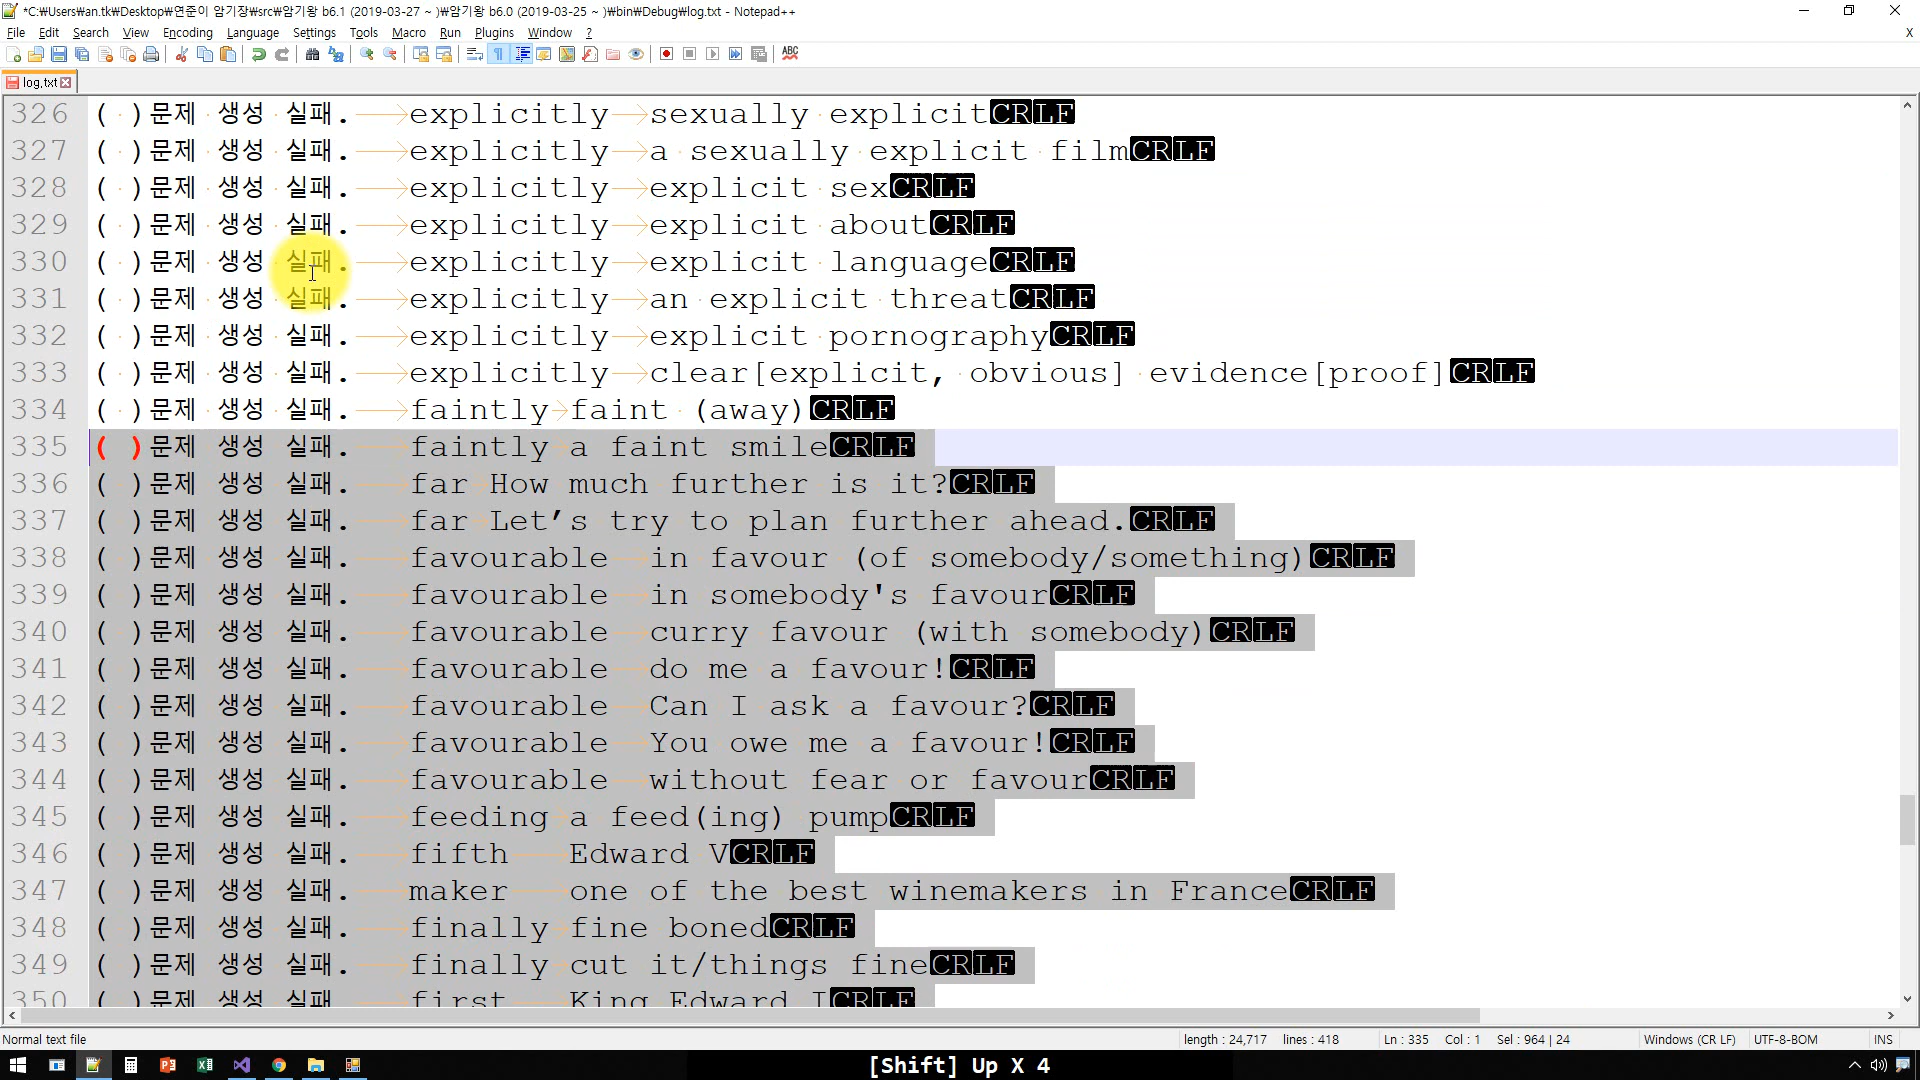 *C:₩Users₩an.tk₩Desktop₩연준이 암기장₩src₩암기왕 b6.1 (2019-03-27 ~ )₩암기왕 b6.0 (2019-03-25 ~ )₩bin₩Debug₩log.txt - Notepad++
File Edit Search View Encoding Language Settings Tools Macro Run Plugins Window ? X
log.txt
326 ( )문제 생성 실패. explicitly sexually explicitCRLF
327 ( )문제 생성 실패. explicitly a sexually explicit filmCRLF
328 ( )문제 생성 실패. explicitly explicit sexCRLF
329 ( )문제 생성 실패. explicitly explicit aboutCRLF
330 ( )문제 생성 실패. explicitly explicit languageCRLF
331 ( )문제 생성 실패. explicitly an explicit threatCRLF
332 ( )문제 생성 실패. explicitly explicit pornographyCRLF
333 ( )문제 생성 실패. explicitly clear[explicit, obvious] evidence[proof]CRLF
334 ( )문제 생성 실패. faintly faint (away)CRLF
335 ( )문제 생성 실패. faintly a faint smileCRLF
336 ( )문제 생성 실패. far How much further is it?CRLF
337 ( )문제 생성 실패. far Let’s try to plan further ahead.CRLF
338 ( )문제 생성 실패. favourable in favour (of somebody/something)CRLF
339 ( )문제 생성 실패. favourable in somebody's favourCRLF
340 ( )문제 생성 실패. favourable curry favour (with somebody)CRLF
341 ( )문제 생성 실패. favourable do me a favour!CRLF
342 ( )문제 생성 실패. favourable Can I ask a favour?CRLF
343 ( )문제 생성 실패. favourable You owe me a favour!CRLF
344 ( )문제 생성 실패. favourable without fear or favourCRLF
345 ( )문제 생성 실패. feeding a feed(ing) pumpCRLF
346 ( )문제 생성 실패. fifth Edward VCRLF
347 ( )문제 생성 실패. maker one of the best winemakers in FranceCRLF
348 ( )문제 생성 실패. finally fine bonedCRLF
349 ( )문제 생성 실패. finally cut it/things fineCRLF
350 ( )문제 생성 실패. first King Edward ICRLF
Normal text file length : 24,717 lines : 418 Ln : 335 Col : 1 Sel : 964 | 24 Windows (CR LF) UTF-8-BOM INS
[Shift] Up X 4